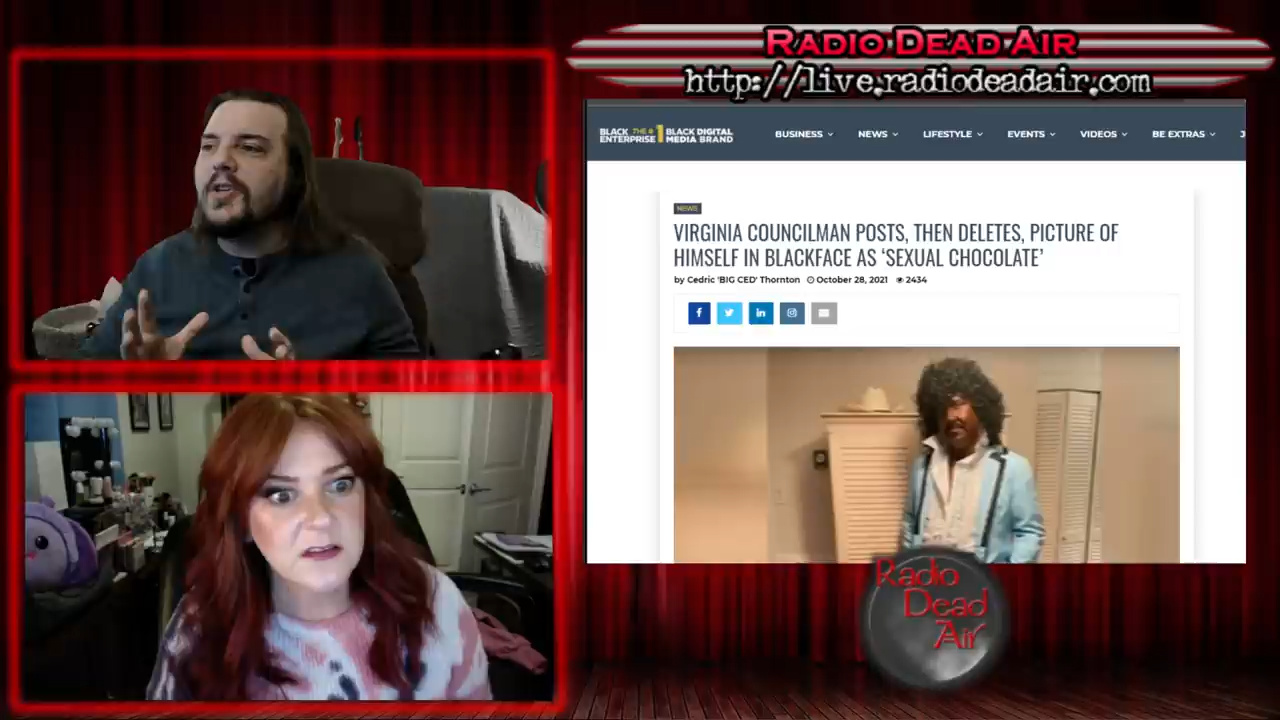 Radio Dead Air
http://live.radiodeadair.com
BLACK ENTERPRISE THE # 1 BLACK DIGITAL MEDIA BRAND
BUSINESS NEWS LIFESTYLE EVENTS VIDEOS BE EXTRAS J
NEWS
VIRGINIA COUNCILMAN POSTS, THEN DELETES, PICTURE OF
HIMSELF IN BLACKFACE AS ‘SEXUAL CHOCOLATE’
by Cedric 'BIG CED' Thornton October 28, 2021 2434
f
in
Radio
Dead
Air